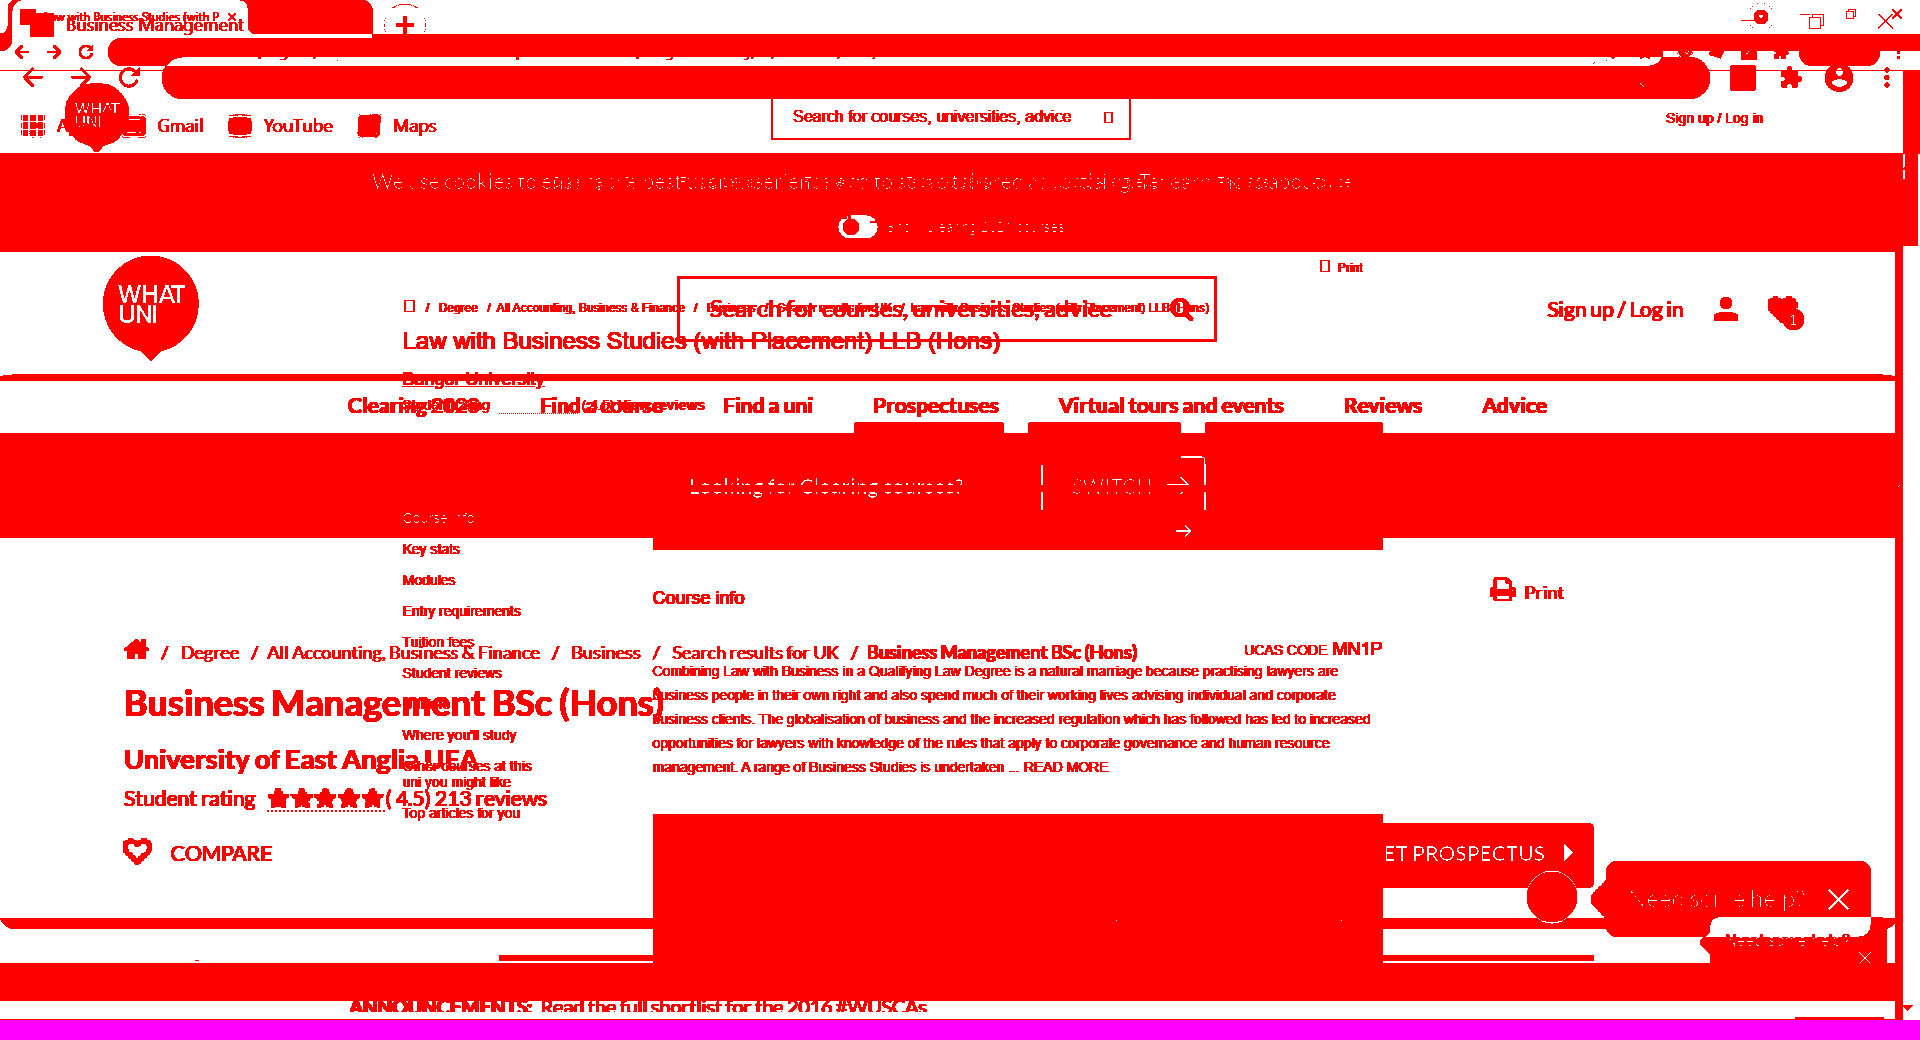 Law with Business Studies (with P
Business Management
WHAT
UNI
Gmail
YouTube
Maps
Search for courses, universities, advice
Sign up / Log in
We use cookies to
Print
WHAT
UNI
/ Degree / All Accounting, Business & Finance /
Search for courses, universities, advice
Sign up / Log in
1
Law with Business Studies (with Placement) LLB (Hons)
Bangor University
Clearing 2020
Find a course
reviews
Find a uni
Prospectuses
Virtual tours and events
Reviews
Advice
Looking for Clearing courses?
SWITCH
Course info
Key stats
Modules
Entry requirements
Tuition fees
Student reviews
Where you'll study
Other courses at this
uni you might like
Top articles for you
Course info
Print
/ Degree / All Accounting, Business & Finance / Business / Search results for UK / Business Management BSc (Hons)
UCAS CODE MN1P
Combining Law with Business in a Qualifying Law Degree is a natural marriage because practising lawyers are
business people in their own right and also spend much of their working lives advising individual and corporate
business clients. The globalisation of business and the increased regulation which has followed has led to increased
opportunities for lawyers with knowledge of the rules that apply to corporate governance and human resource
management. A range of Business Studies is undertaken ... READ MORE
Business Management BSc (Hons)
University of East Anglia UEA
Student rating ( 4.5) 213 reviews
COMPARE
ET PROSPECTUS
Need some help?
Need some help?
ANNOUNCEMENTS: Read the full shortlist for the 2016 #WUSCAs